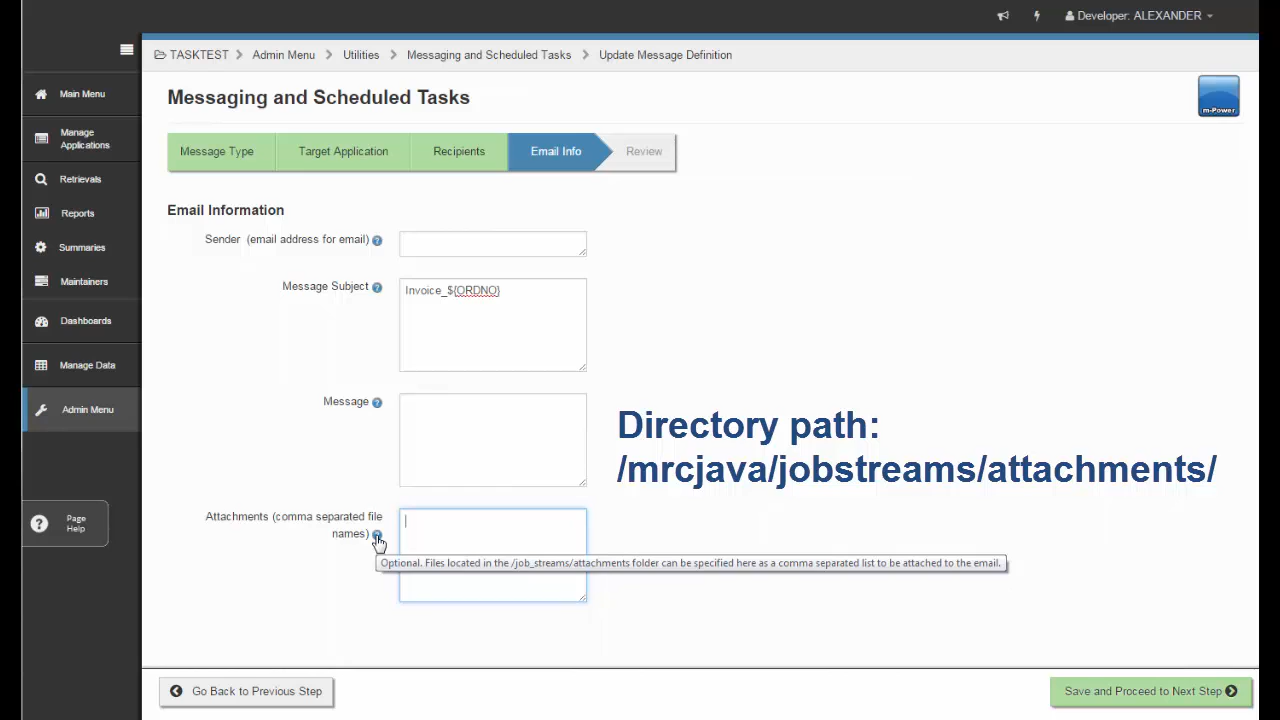 Developer: ALEXANDER
TASKTEST Admin Menu Utilities Messaging and Scheduled Tasks Update Message Definition
Main Menu
Manage
Applications
Retrievals
Reports
Summaries
Maintainers
Dashboards
Manage Data
Admin Menu
? Page
Help
Messaging and Scheduled Tasks
m-Power
Message Type Target Application Recipients Email Info Review
Email Information
Sender (email address for email) ?
Message Subject ? Invoice_${ORDNO}
Message ?
Directory path:
/mrcjava/jobstreams/attachments/
Attachments (comma separated file
names)
Optional. Files located in the /job_streams/attachments folder can be specified here as a comma separated list to be attached to the email.
Go Back to Previous Step
Save and Proceed to Next Step